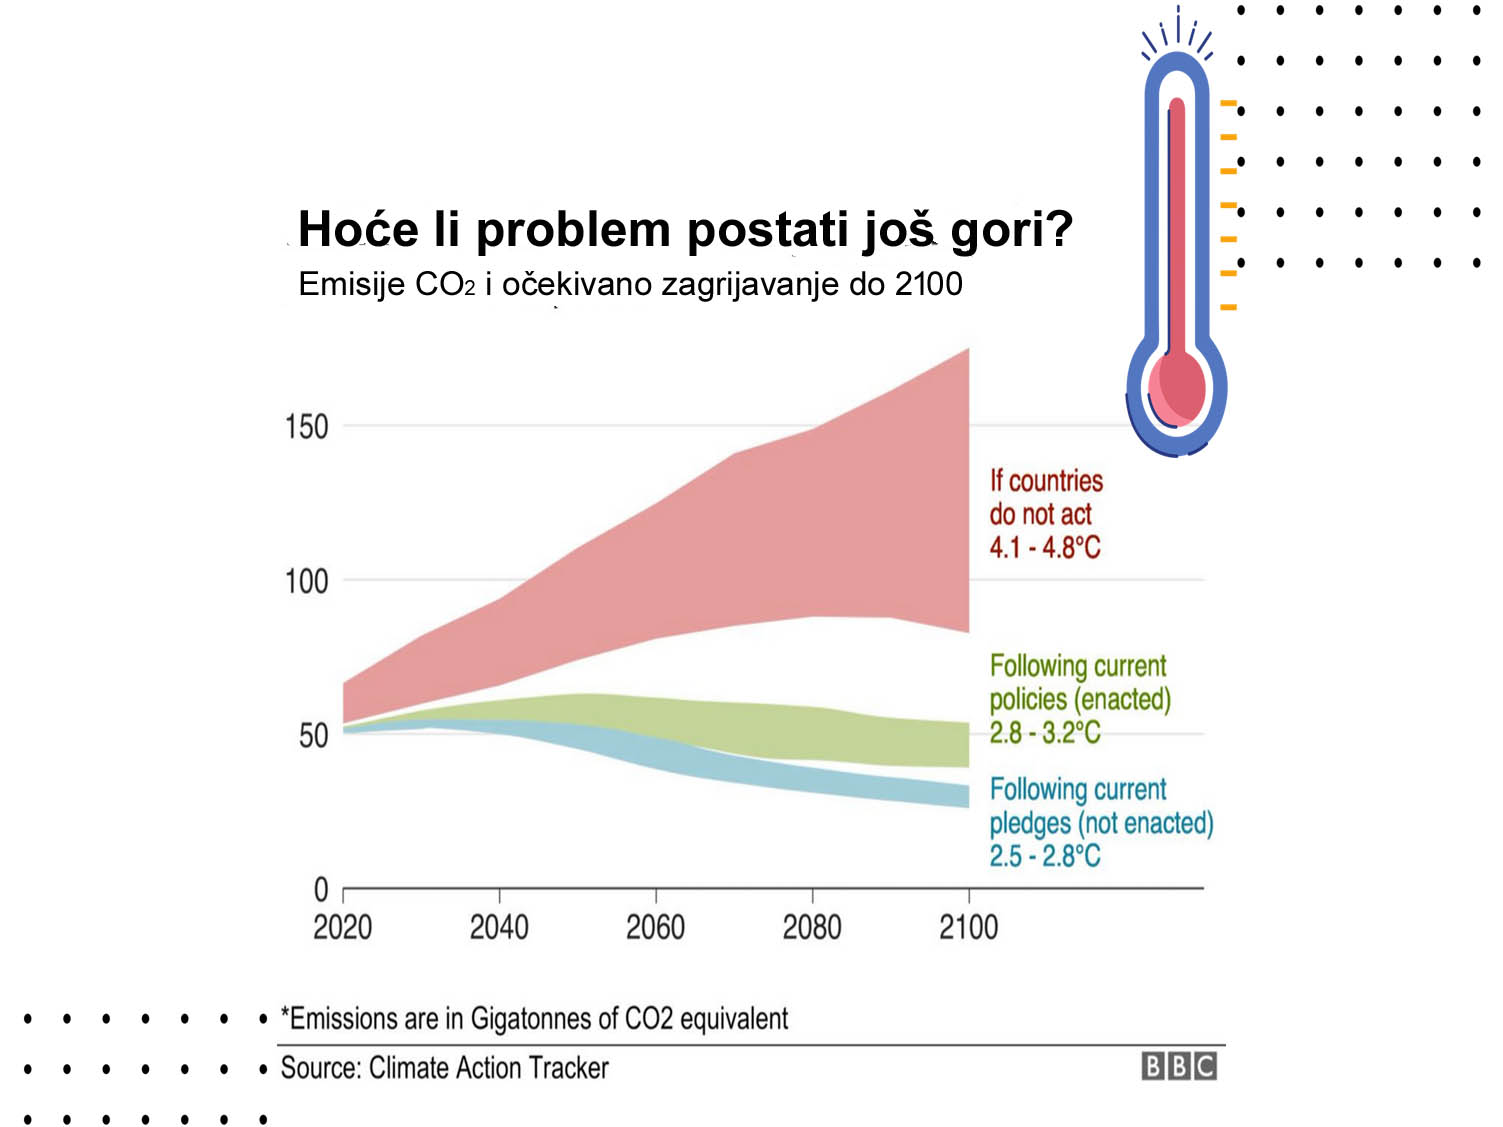 Hoće li problem postati još gori?
Emisije CO2 i očekivano zagrijavanje do 2100
150
100
50
0
If countries
do not act
4.1 - 4.8°C
Following current
policies (enacted)
2.8 - 3.2°C
Following current
pledges (not enacted)
2.5 - 2.8°C
2020 2040 2060 2080 2100
*Emissions are in Gigatonnes of CO2 equivalent
Source: Climate Action Tracker
BBC